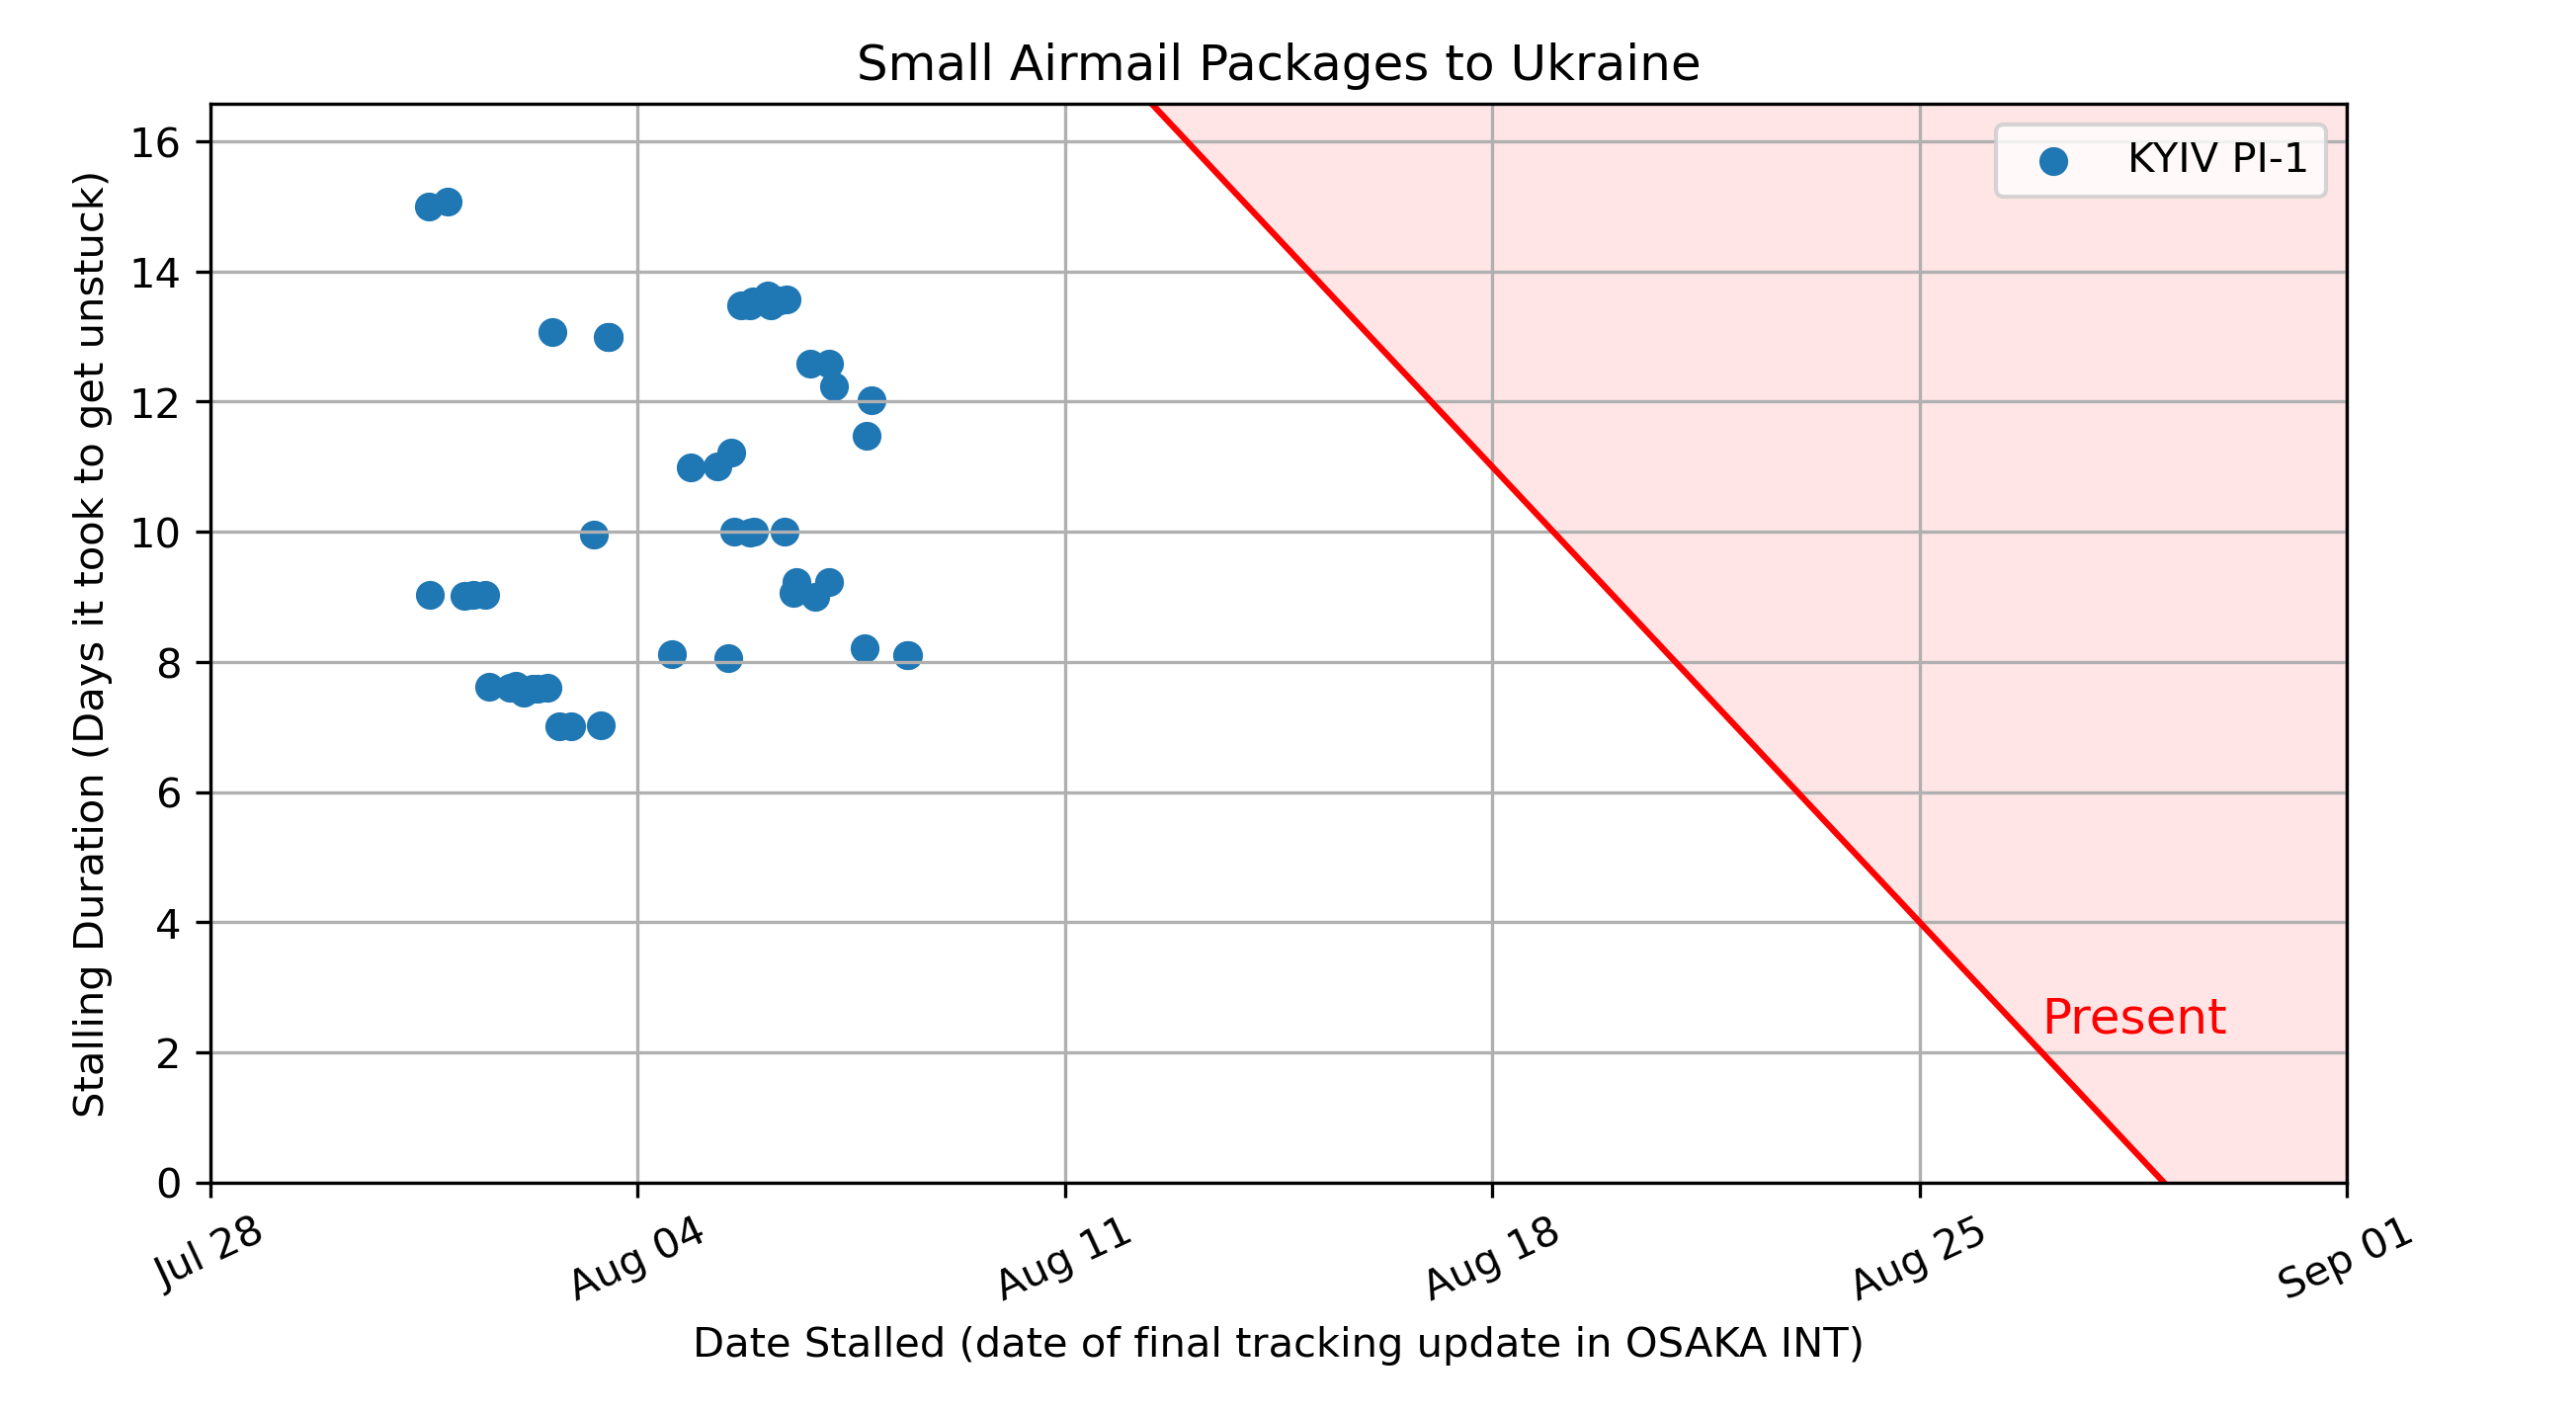 Small Airmail Packages to Ukraine
Stalling Duration (Days it took to get unstuck)
16
14
12
10
8
6
4
2
0
KYIV PI-1
Present
Jul 28
Aug 04
Aug 11
Aug 18
Aug 25
Sep 01
Date Stalled (date of final tracking update in OSAKA INT)